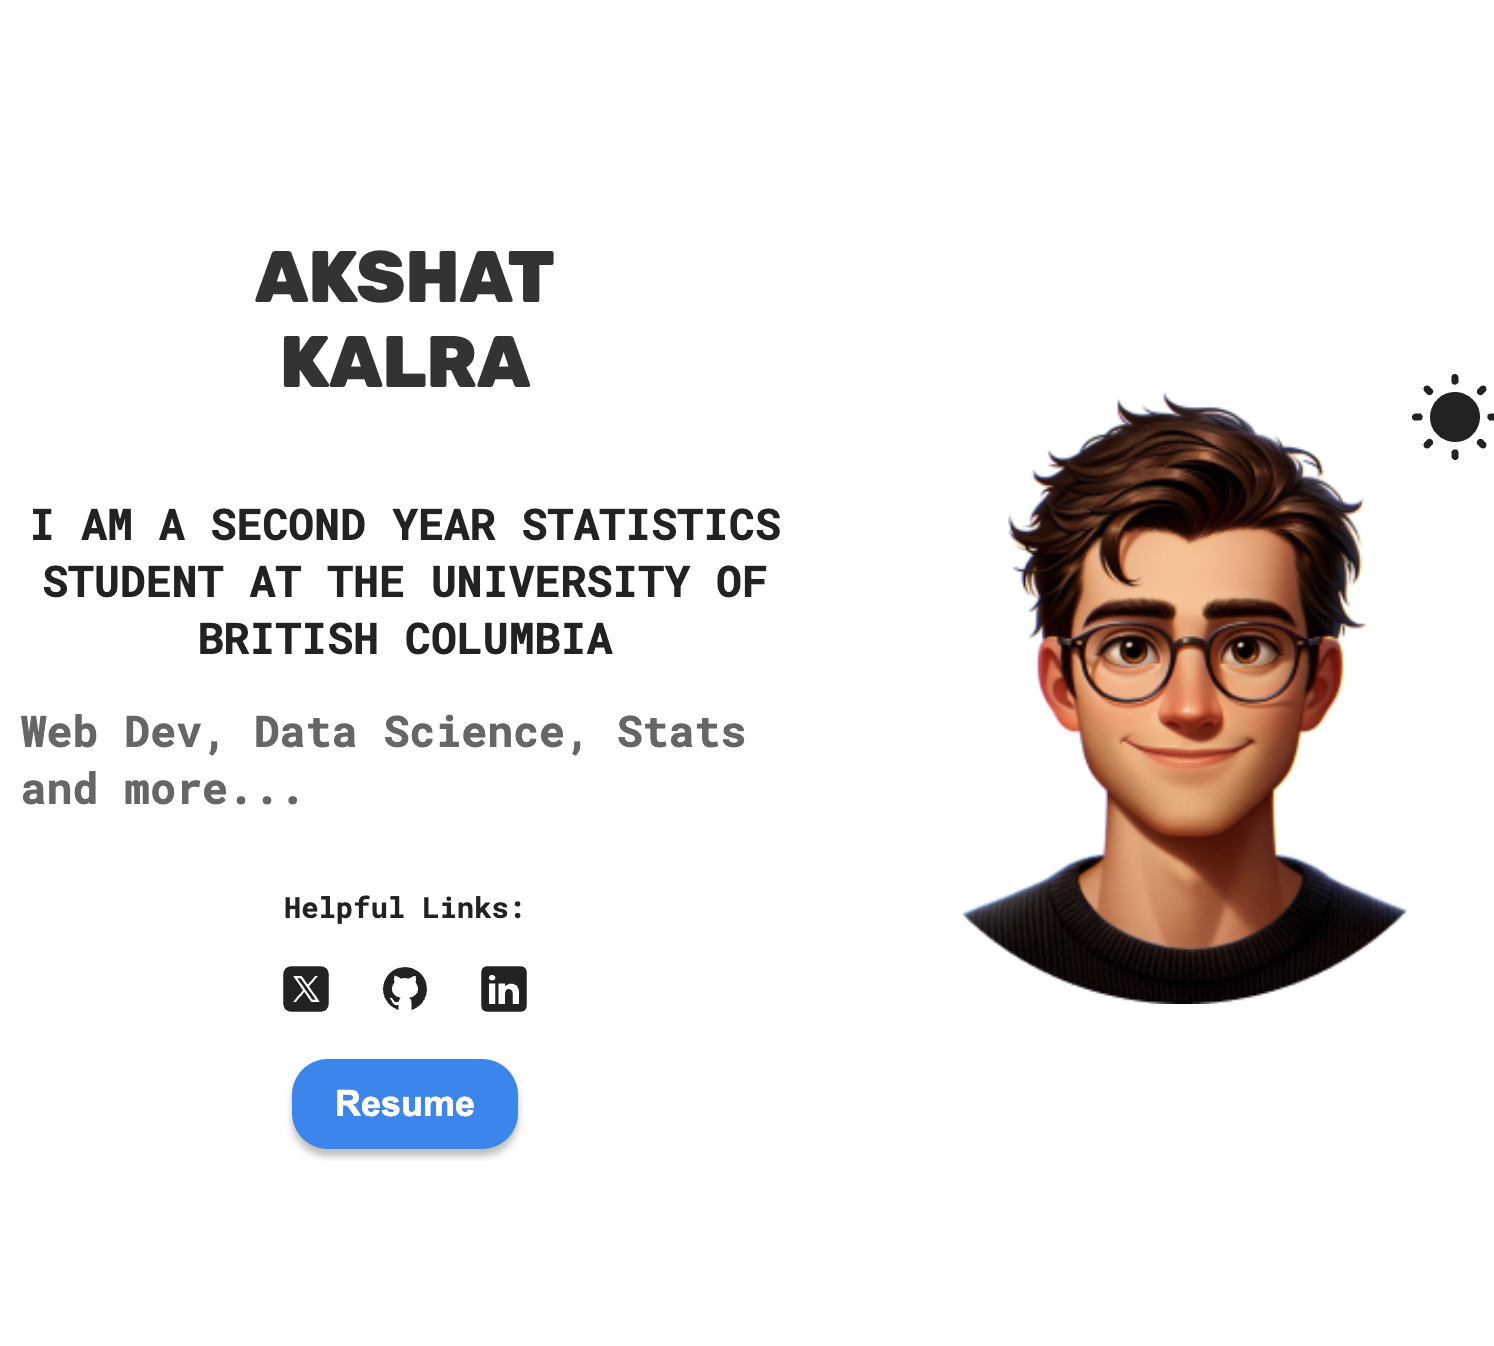 AKSHAT
KALRA
I AM A SECOND YEAR STATISTICS
STUDENT AT THE UNIVERSITY OF
BRITISH COLUMBIA
Web Dev, Data Science, Stats
and more...
Helpful Links:
X
in
Resume